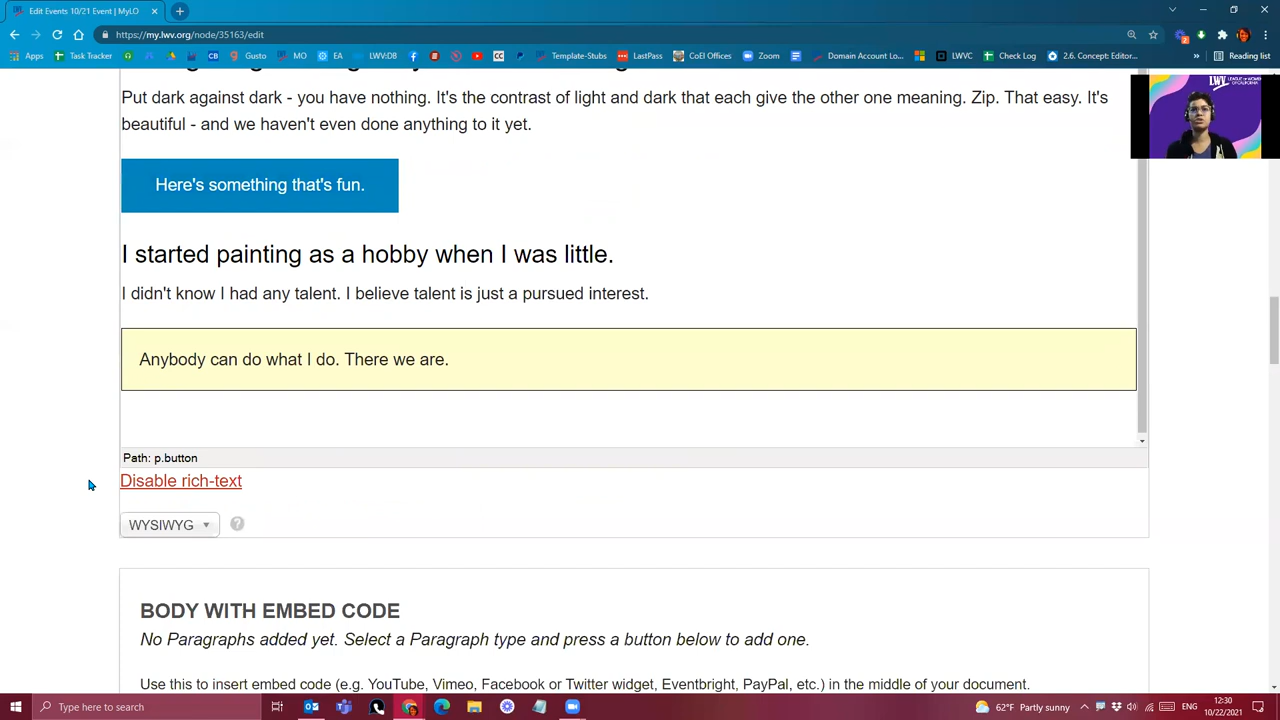 Edit Events 10/21 Event | MyLO
https://my.lwv.org/node/35163/edit
Apps Task Tracker Gusto MO EA LWV:DB Template-Stubs LastPass CoEI Offices Zoom Domain Account Lo... LWVC Check Log 2.6. Concept: Editor... » Reading list
Put dark against dark - you have nothing. It's the contrast of light and dark that each give the other one meaning. Zip. That easy. It's
beautiful - and we haven't even done anything to it yet.
Here's something that's fun.
I started painting as a hobby when I was little.
I didn't know I had any talent. I believe talent is just a pursued interest.
Anybody can do what I do. There we are.
Path: p.button
Disable rich-text
WYSIWYG
BODY WITH EMBED CODE
No Paragraphs added yet. Select a Paragraph type and press a button below to add one.
Use this to insert embed code (e.g. YouTube, Vimeo, Facebook or Twitter widget, Eventbright, PayPal, etc.) in the middle of your document.
Type here to search
62°F Partly sunny
ENG
12:30
10/22/2021